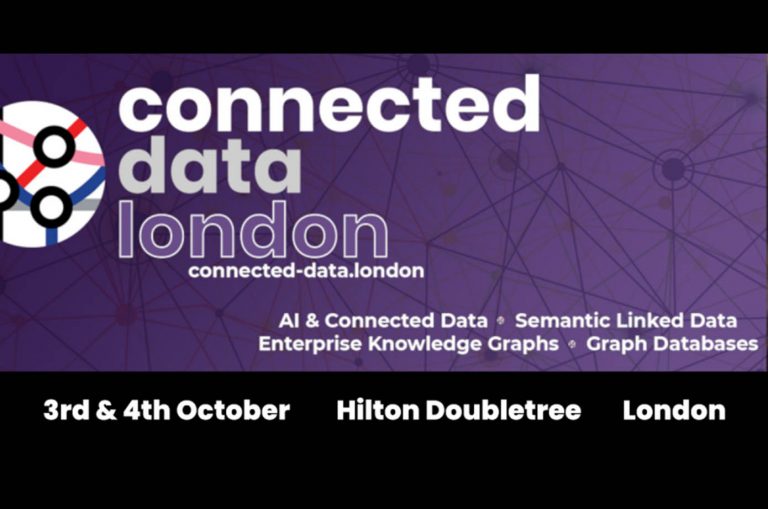 connected
data
london
connected-data.london
AI & Connected Data Semantic Linked Data
Enterprise Knowledge Graphs Graph Databases
3rd & 4th October Hilton Doubletree London